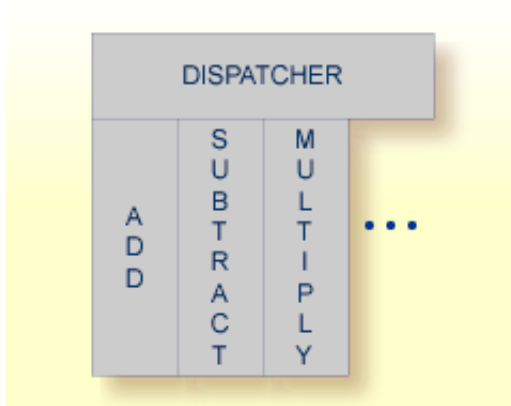 DISPATCHER
ADD
SUBTRACT
MULTIPLY
...